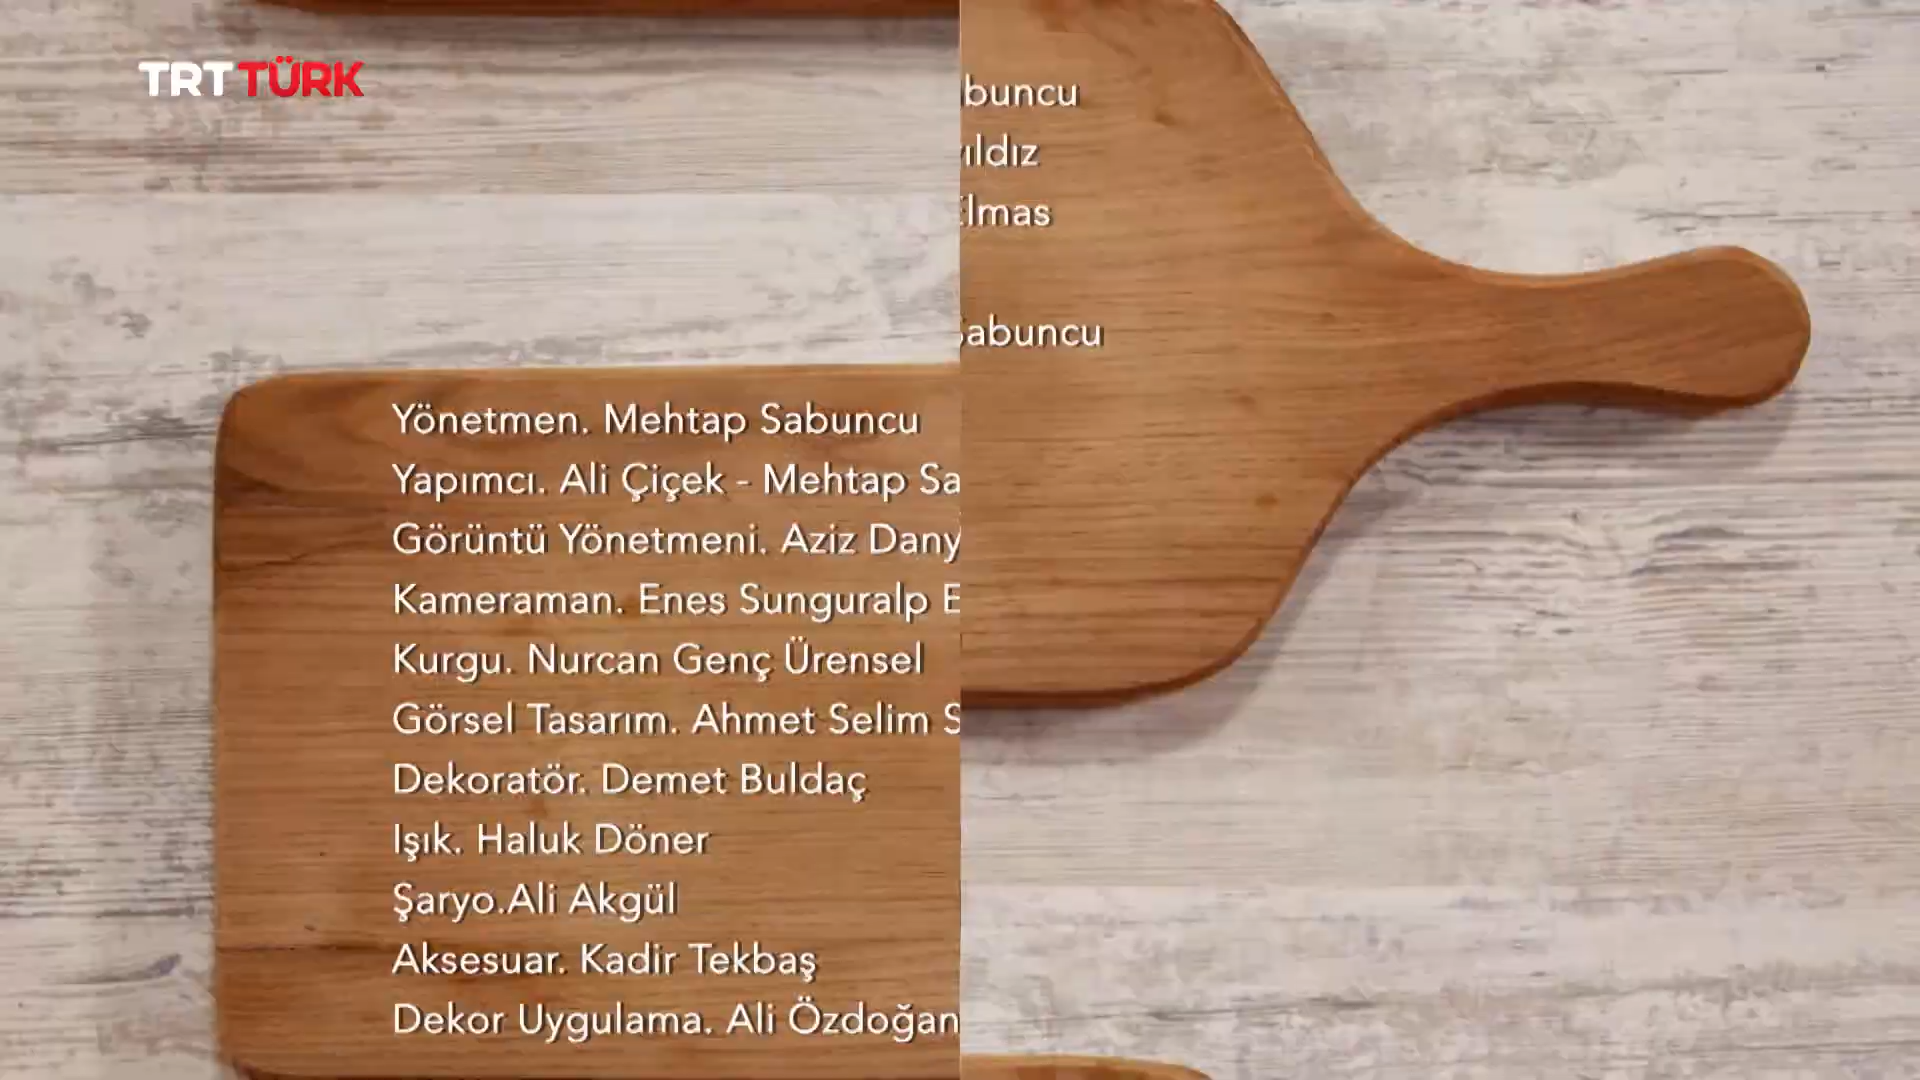 TRT TÜRK
Yönetmen. Mehtap Sabuncu
Yapımcı. Ali Çiçek - Mehtap Sa
Görüntü Yönetmeni. Aziz Dany
Kameraman. Enes Sunguralp E
Kurgu. Nurcan Genç Ürensel
Görsel Tasarım. Ahmet Selim S
Dekoratör. Demet Buldaç
Işık. Haluk Döner
Şaryo.Ali Akgül
Aksesuar. Kadir Tekbaş
Dekor Uygulama. Ali Özdoğan
buncu
ıldız
Elmas
Sabuncu